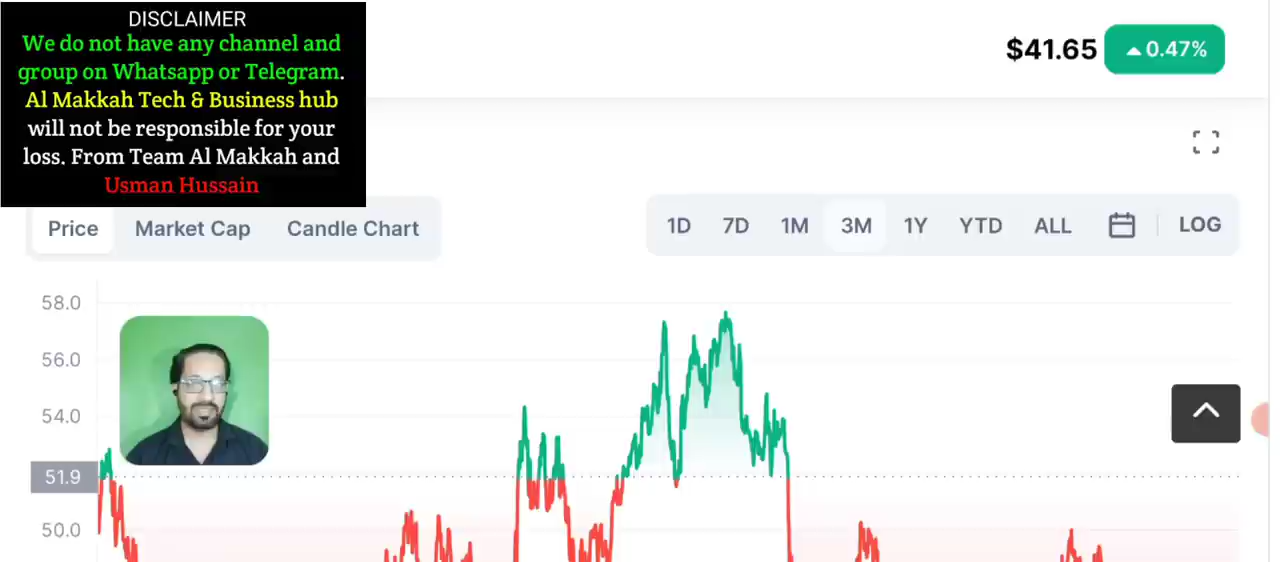 DISCLAIMER
We do not have any channel and
group on Whatsapp or Telegram.
Al Makkah Tech & Business hub
will not be responsible for your
loss. From Team Al Makkah and
Usman Hussain
$41.65 0.47%
Price Market Cap Candle Chart
1D 7D 1M 3M 1Y YTD ALL LOG
58.0
56.0
54.0
51.9
50.0